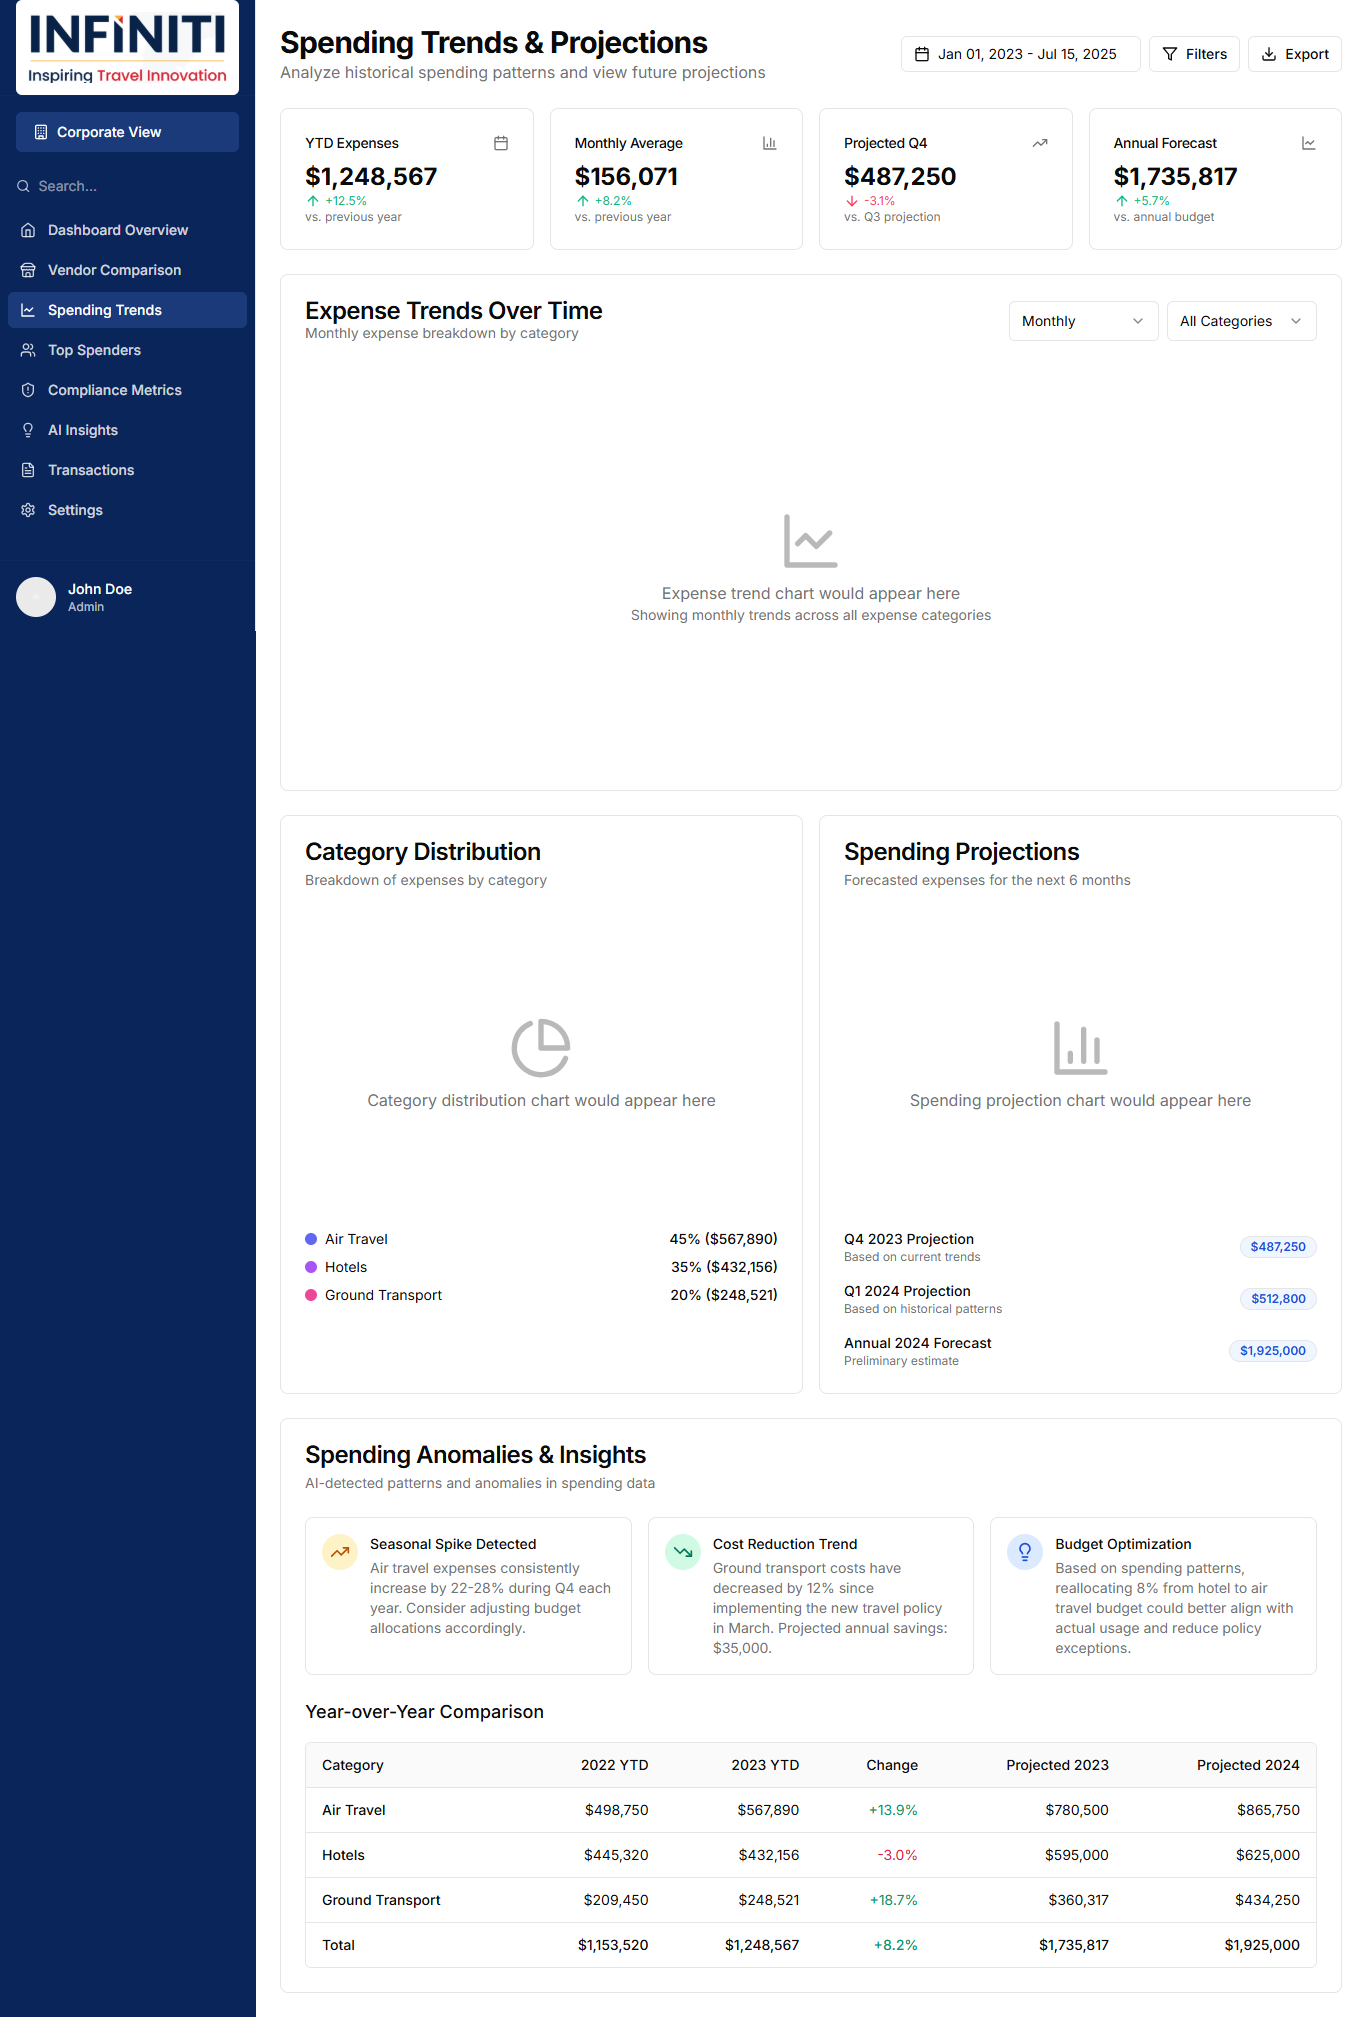 INFINITI
Inspiring Travel Innovation
Corporate View
Search...
Dashboard Overview
Vendor Comparison
Spending Trends
Top Spenders
Compliance Metrics
AI Insights
Transactions
Settings
John Doe
Admin
Spending Trends & Projections
Analyze historical spending patterns and view future projections
Jan 01, 2023 - Jul 15, 2025
Filters
Export
YTD Expenses
$1,248,567
+12.5%
vs. previous year
Monthly Average
$156,071
+8.2%
vs. previous year
Projected Q4
$487,250
-3.1%
vs. Q3 projection
Annual Forecast
$1,735,817
+5.7%
vs. annual budget
Expense Trends Over Time
Monthly expense breakdown by category
Monthly
All Categories
Expense trend chart would appear here
Showing monthly trends across all expense categories
Category Distribution
Breakdown of expenses by category
Category distribution chart would appear here
Air Travel 45% ($567,890)
Hotels 35% ($432,156)
Ground Transport 20% ($248,521)
Spending Projections
Forecasted expenses for the next 6 months
Spending projection chart would appear here
Q4 2023 Projection
Based on current trends
$487,250
Q1 2024 Projection
Based on historical patterns
$512,800
Annual 2024 Forecast
Preliminary estimate
$1,925,000
Spending Anomalies & Insights
AI-detected patterns and anomalies in spending data
Seasonal Spike Detected
Air travel expenses consistently
increase by 22-28% during Q4 each
year. Consider adjusting budget
allocations accordingly.
Cost Reduction Trend
Ground transport costs have
decreased by 12% since
implementing the new travel policy
in March. Projected annual savings:
$35,000.
Budget Optimization
Based on spending patterns,
reallocating 8% from hotel to air
travel budget could better align with
actual usage and reduce policy
exceptions.
Year-over-Year Comparison
Category 2022 YTD 2023 YTD Change Projected 2023 Projected 2024
Air Travel $498,750 $567,890 +13.9% $780,500 $865,750
Hotels $445,320 $432,156 -3.0% $595,000 $625,000
Ground Transport $209,450 $248,521 +18.7% $360,317 $434,250
Total $1,153,520 $1,248,567 +8.2% $1,735,817 $1,925,000